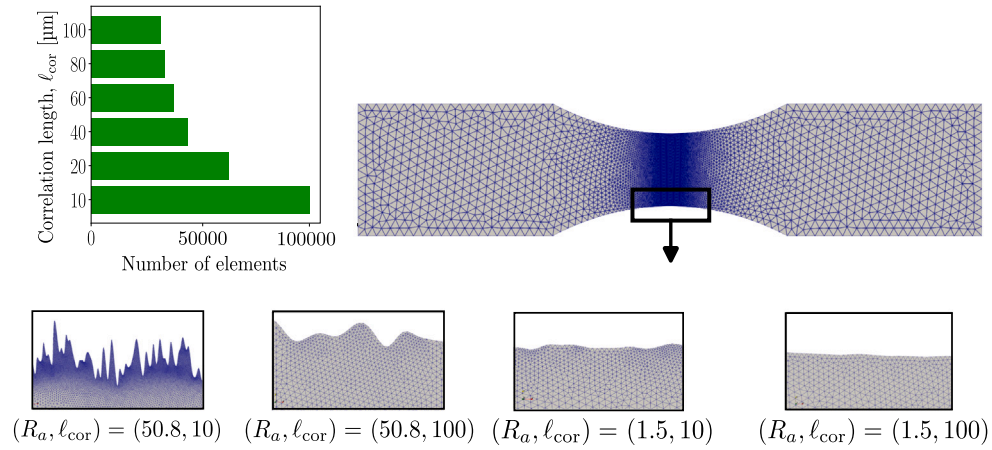 Correlation length, ℓcor [µm]
100
80
60
40
20
10
0 50000 100000
Number of elements
(Ra, ℓcor) = (50.8, 10) (Ra, ℓcor) = (50.8, 100) (Ra, ℓcor) = (1.5, 10) (Ra, ℓcor) = (1.5, 100)